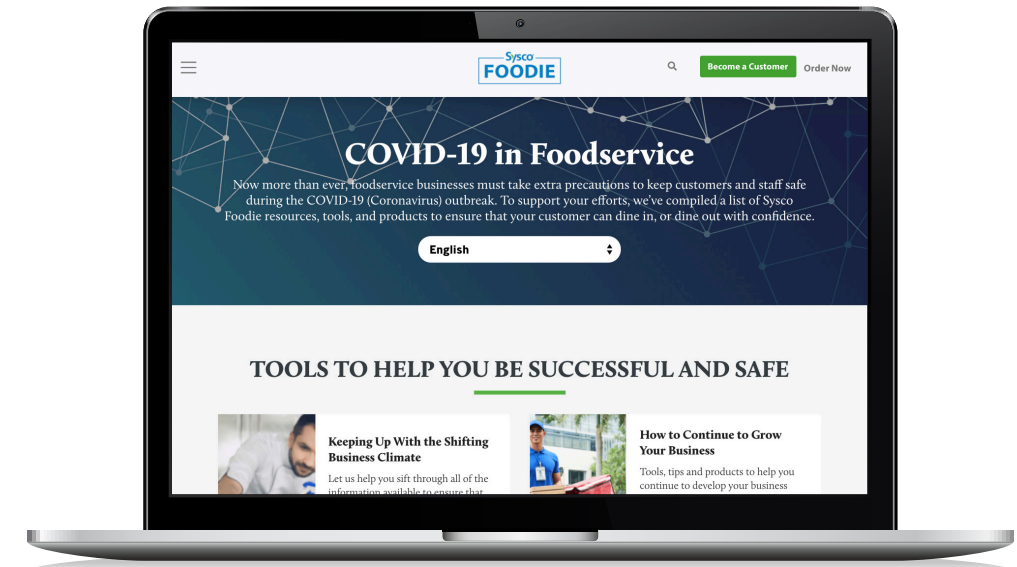 Sysco
FOODIE
Become a Customer
Order Now
COVID-19 in Foodservice
Now more than ever, foodservice businesses must take extra precautions to keep customers and staff safe
during the COVID-19 (Coronavirus) outbreak. To support your efforts, we've compiled a list of Sysco
Foodie resources, tools, and products to ensure that your customer can dine in, or dine out with confidence.
English
TOOLS TO HELP YOU BE SUCCESSFUL AND SAFE
Keeping Up With the Shifting
Business Climate
Let us help you sift through all of the
information available to ensure that
How to Continue to Grow
Your Business
Tools, tips and products to help you
continue to develop your business